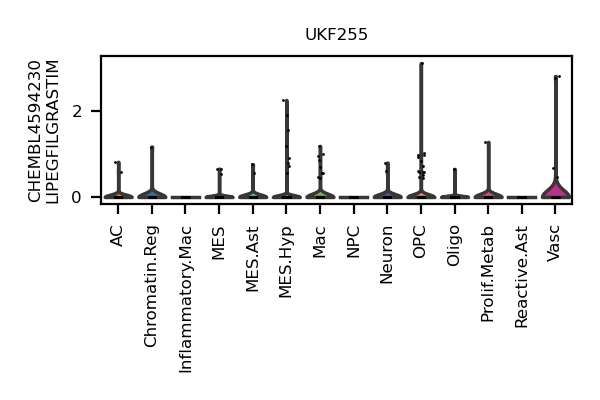 UKF255
CHEMBL4594230
LIPEGFILGRASTIM
2
0
AC
Chromatin.Reg
Inflammatory.Mac
MES
MES.Ast
MES.Hyp
Mac
NPC
Neuron
OPC
Oligo
Prolif.Metab
Reactive.Ast
Vasc